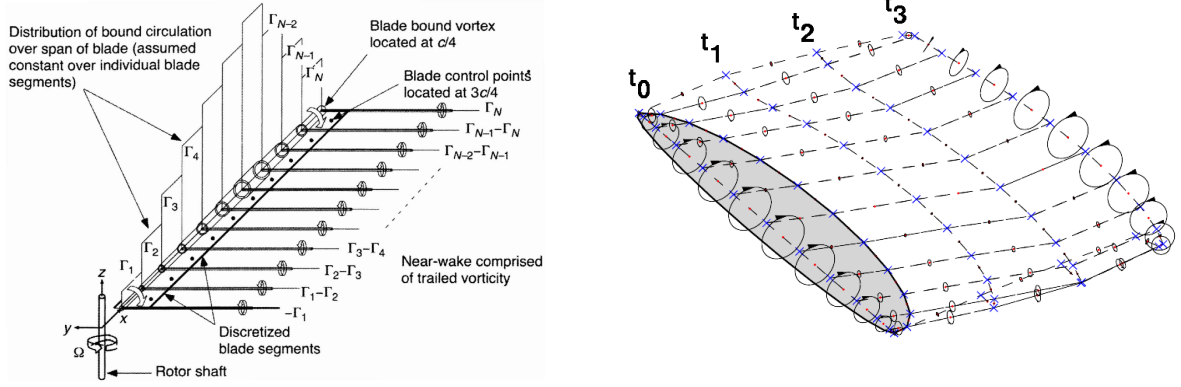 Distribution of bound circulation
over span of blade (assumed
constant over individual blade
segments)
Γ_{N-2}
Γ_{N-1}
Γ_N
Blade bound vortex
located at c/4
Blade control points
located at 3c/4
Γ_N
Γ_{N-1}-Γ_N
Γ_{N-2}-Γ_{N-1}
Γ_4
Γ_3
Γ_2
Γ_1
Γ_3-Γ_4
Γ_2-Γ_3
Γ_1-Γ_2
-Γ_1
Near-wake comprised
of trailed vorticity
Discretized
blade segments
z
y
x
Ω
Rotor shaft
t_0
t_1
t_2
t_3